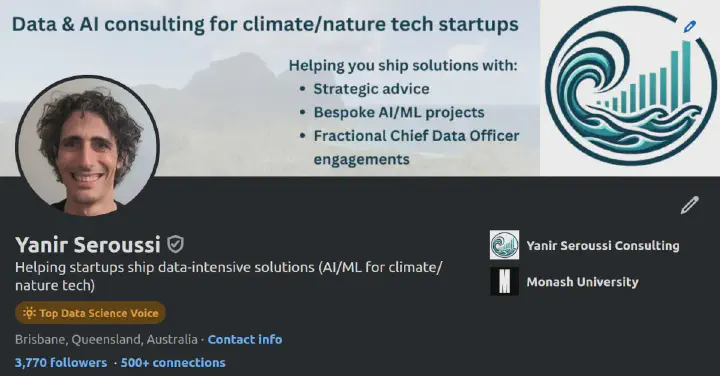 Data & AI consulting for climate/nature tech startups
Helping you ship solutions with:
• Strategic advice
• Bespoke AI/ML projects
• Fractional Chief Data Officer
engagements
Yanir Seroussi
Helping startups ship data-intensive solutions (AI/ML for climate/
nature tech)
Top Data Science Voice
Brisbane, Queensland, Australia · Contact info
3,770 followers · 500+ connections
Yanir Seroussi Consulting
Monash University